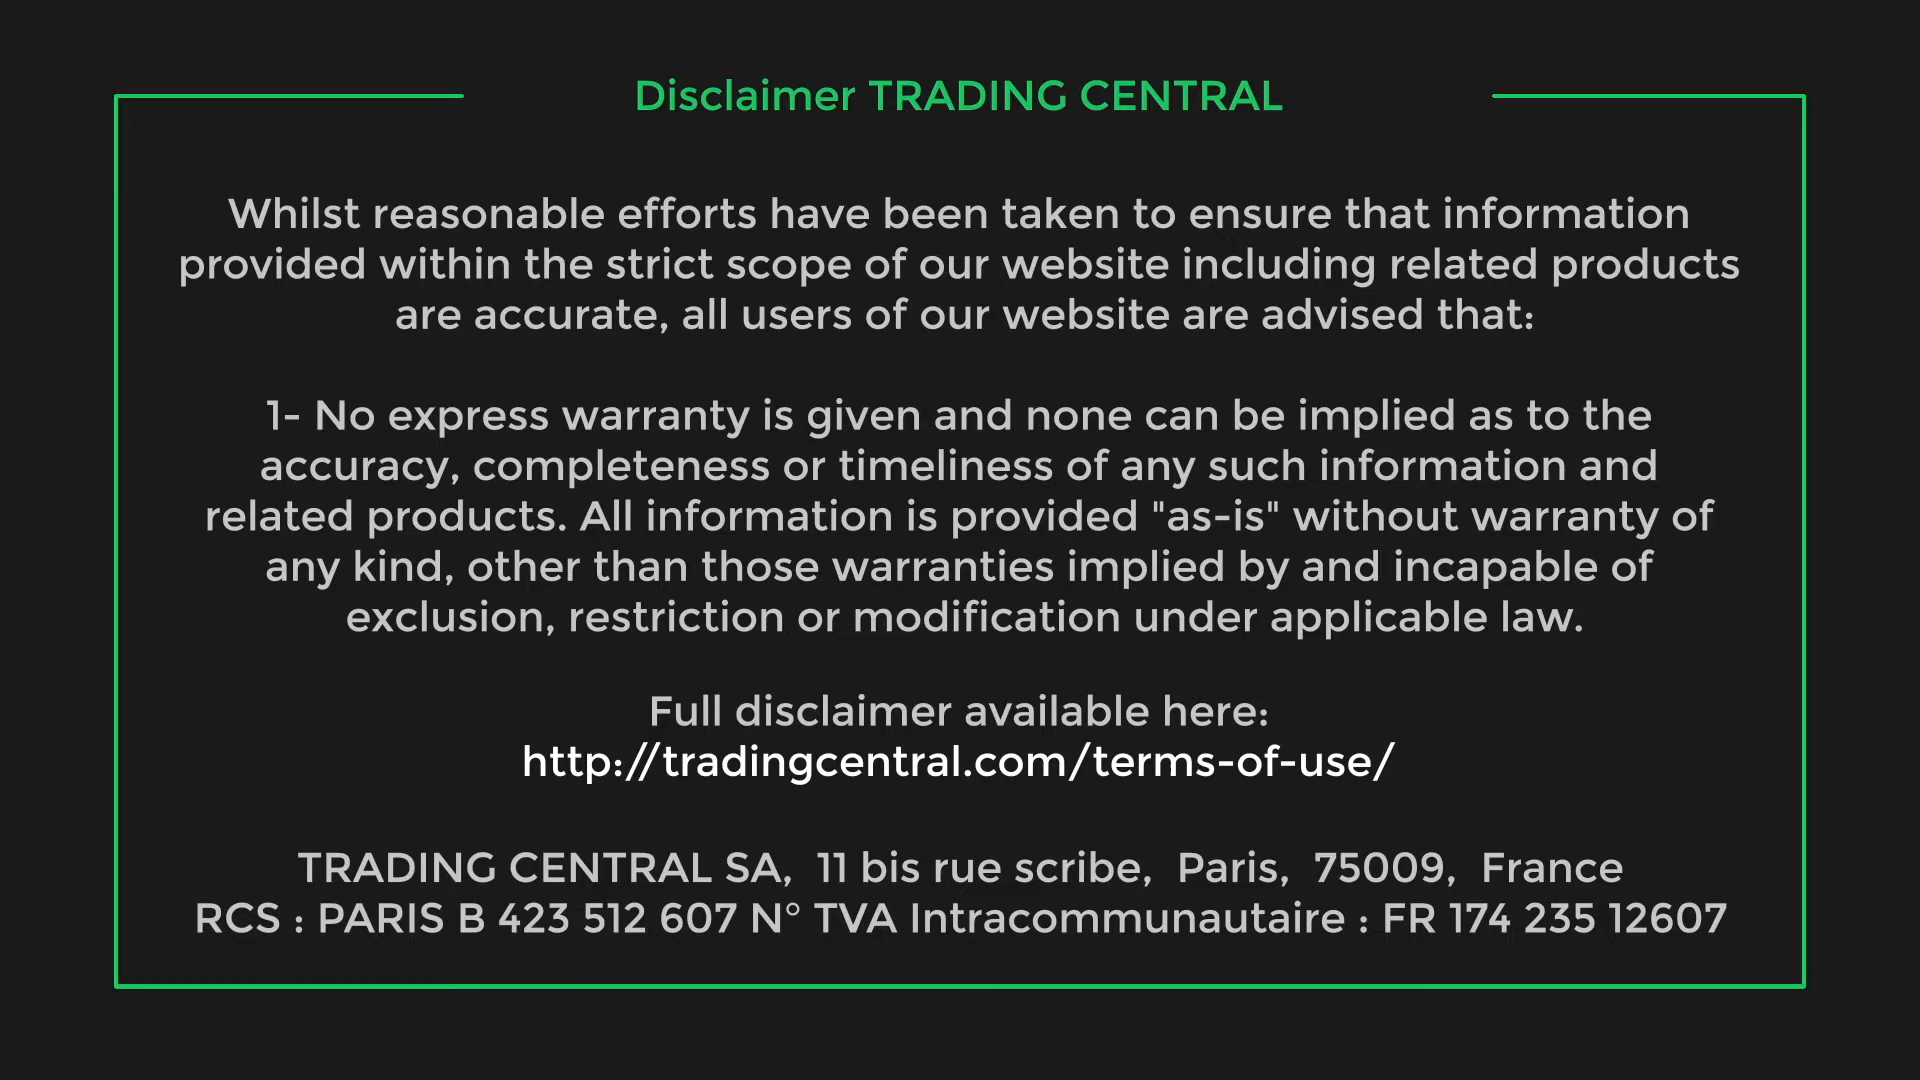 Disclaimer TRADING CENTRAL
Whilst reasonable efforts have been taken to ensure that information
provided within the strict scope of our website including related products
are accurate, all users of our website are advised that:
1- No express warranty is given and none can be implied as to the
accuracy, completeness or timeliness of any such information and
related products. All information is provided "as-is" without warranty of
any kind, other than those warranties implied by and incapable of
exclusion, restriction or modification under applicable law.
Full disclaimer available here:
http://tradingcentral.com/terms-of-use/
TRADING CENTRAL SA,  11 bis rue scribe,  Paris,  75009,  France
RCS : PARIS B 423 512 607 N° TVA Intracommunautaire : FR 174 235 12607